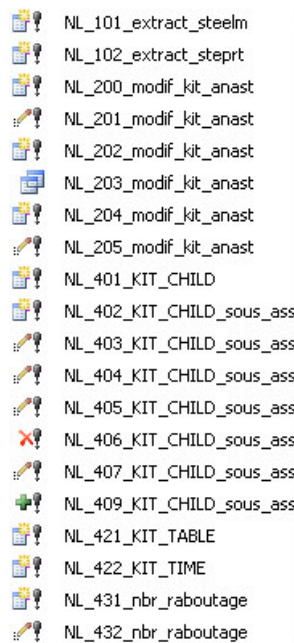 NL_101_extract_steelm
NL_102_extract_steprt
NL_200_modif_kit_anast
NL_201_modif_kit_anast
NL_202_modif_kit_anast
NL_203_modif_kit_anast
NL_204_modif_kit_anast
NL_205_modif_kit_anast
NL_401_KIT_CHILD
NL_402_KIT_CHILD_sous_ass
NL_403_KIT_CHILD_sous_ass
NL_404_KIT_CHILD_sous_ass
NL_405_KIT_CHILD_sous_ass
NL_406_KIT_CHILD_sous_ass
NL_407_KIT_CHILD_sous_ass
NL_409_KIT_CHILD_sous_ass
NL_421_KIT_TABLE
NL_422_KIT_TIME
NL_431_nbr_raboutage
NL_432_nbr_raboutage